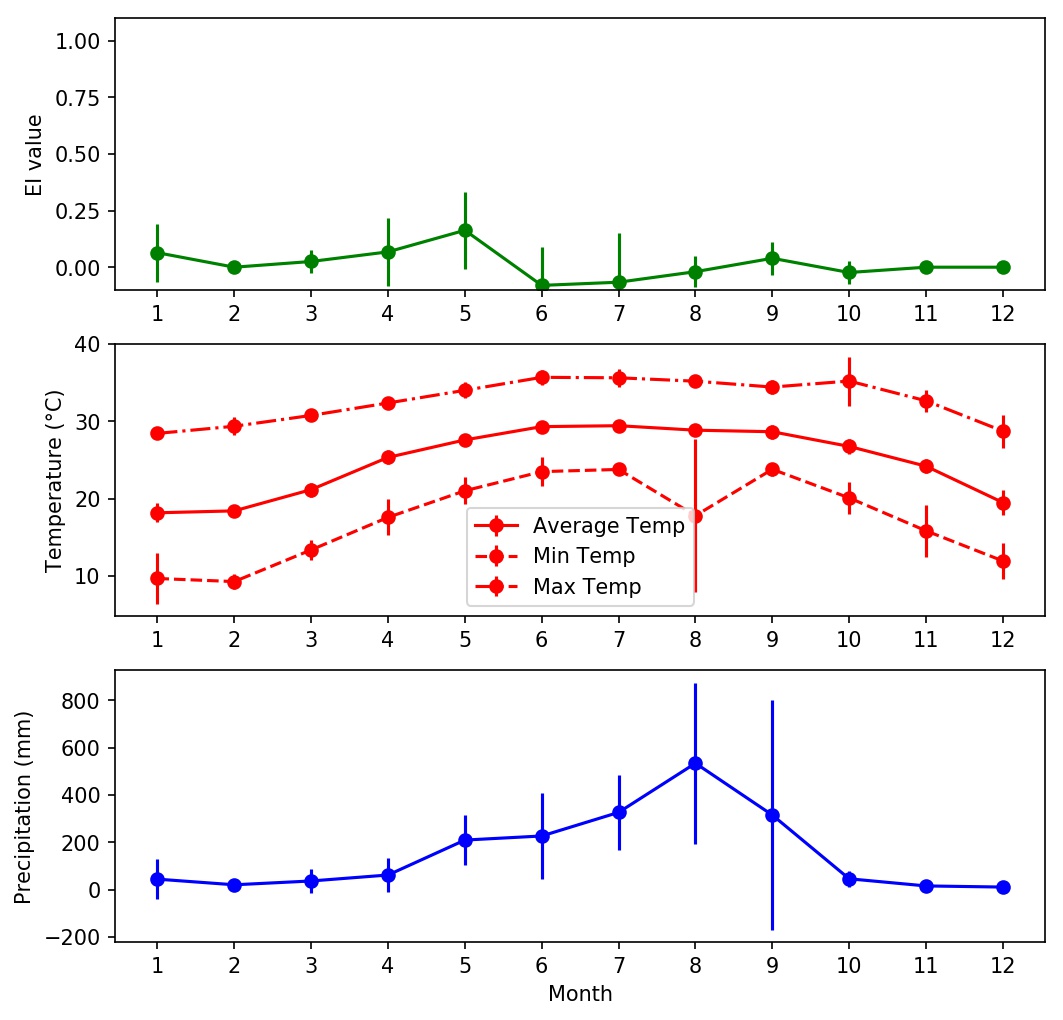 EI value
1.00
0.75
0.50
0.25
0.00
1 2 3 4 5 6 7 8 9 10 11 12
Temperature (°C)
40
30
20
10
Average Temp
Min Temp
Max Temp
1 2 3 4 5 6 7 8 9 10 11 12
Precipitation (mm)
800
600
400
200
0
−200
1 2 3 4 5 6 7 8 9 10 11 12
Month